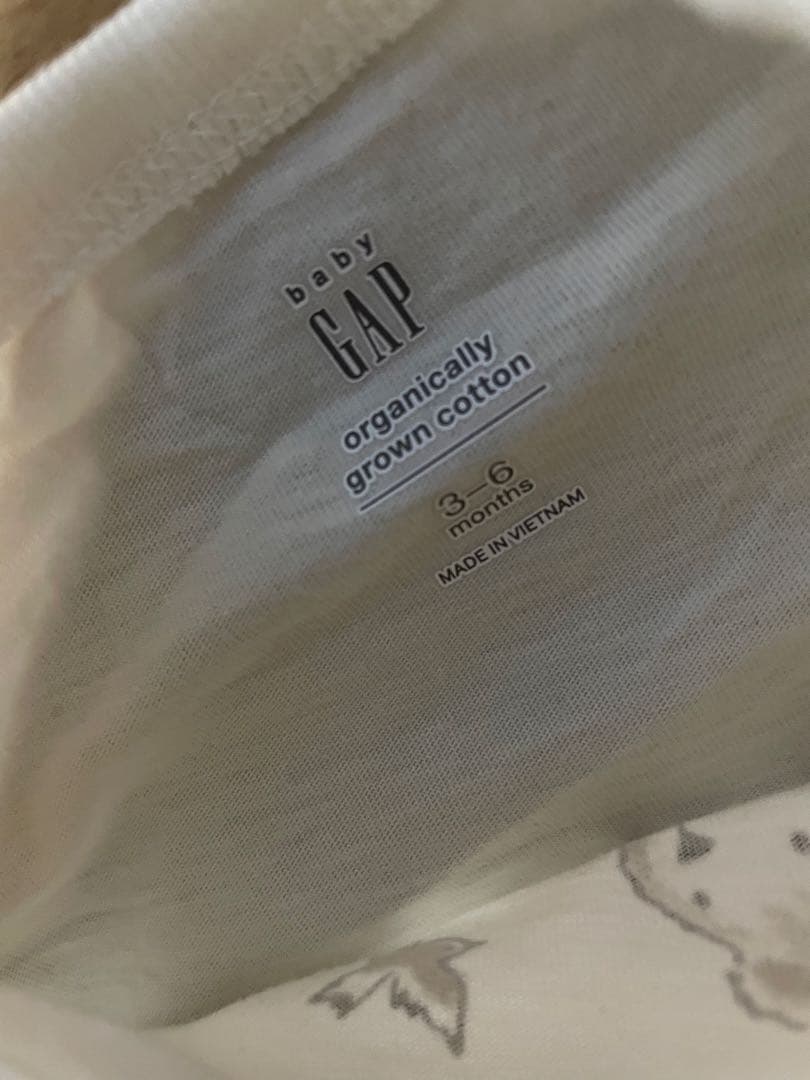 baby
GAP
organically
grown cotton
3–6
months
MADE IN VIETNAM